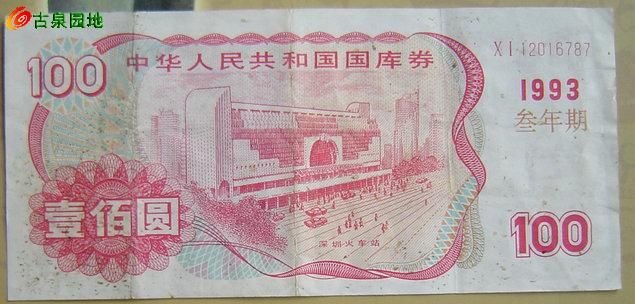 古泉园地
100
中华人民共和国国库券
XI 12016787
1993
叁年期
壹佰圆
深圳火车站
100